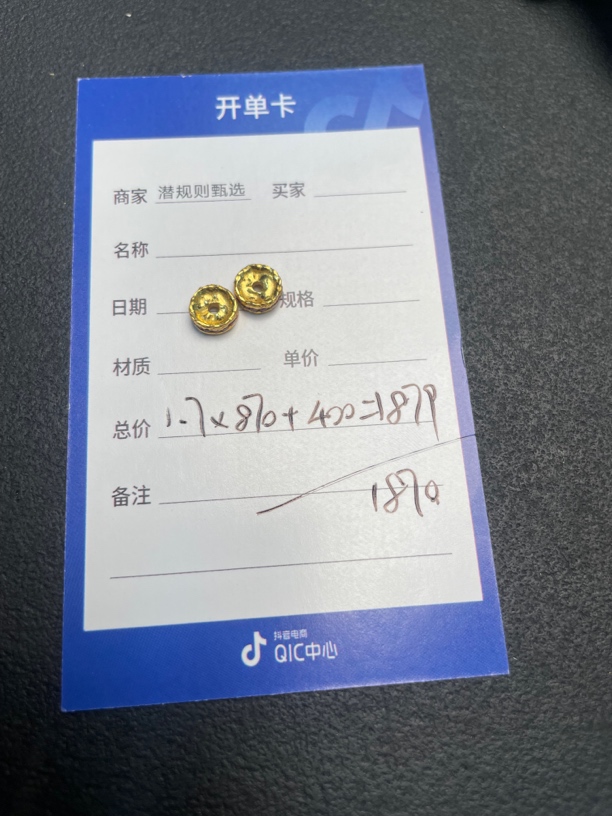 开单卡
商家 潜规则甄选 买家
名称
日期 规格
材质 单价
总价 1.7x870+400=1879
备注 1870
抖音电商
QIC中心